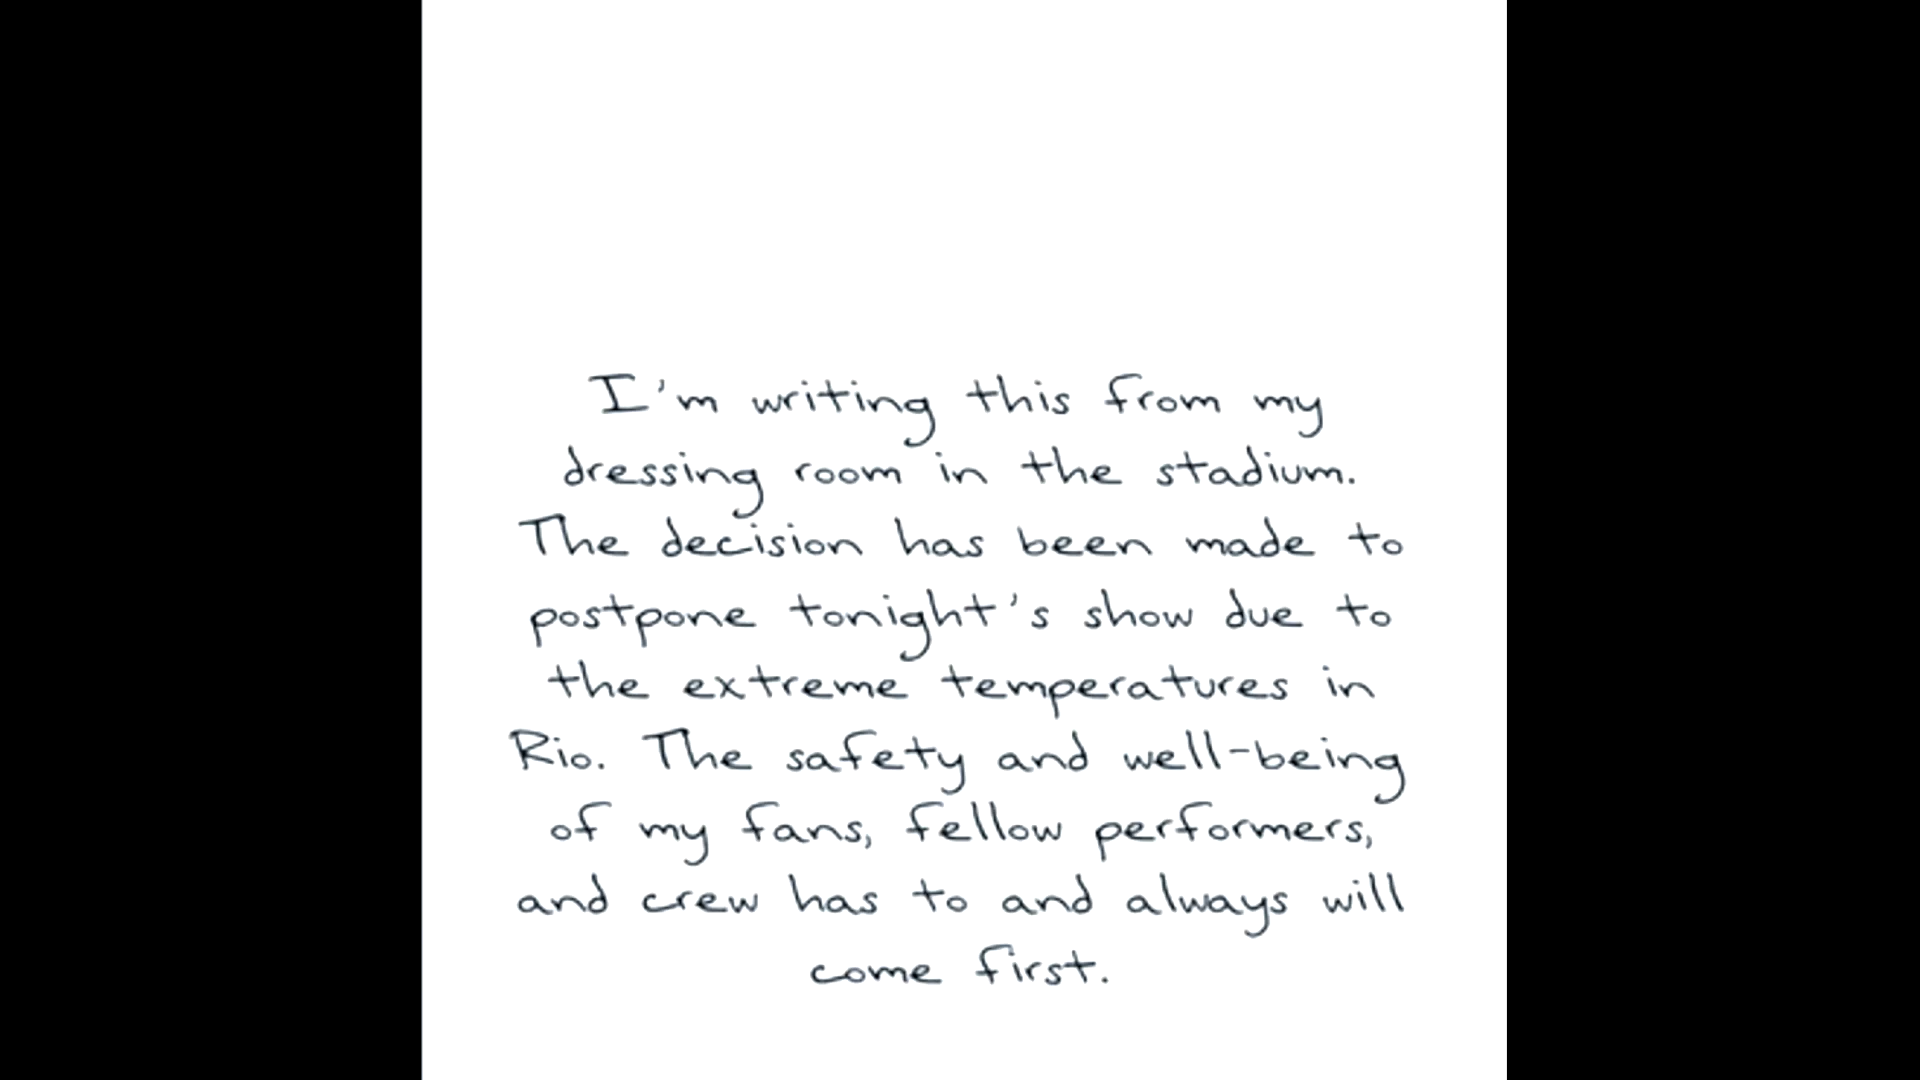 I'm writing this from my
dressing room in the stadium.
The decision has been made to
postpone tonight's show due to
the extreme temperatures in
Rio. The safety and well-being
of my fans, fellow performers,
and crew has to and always will
come first.